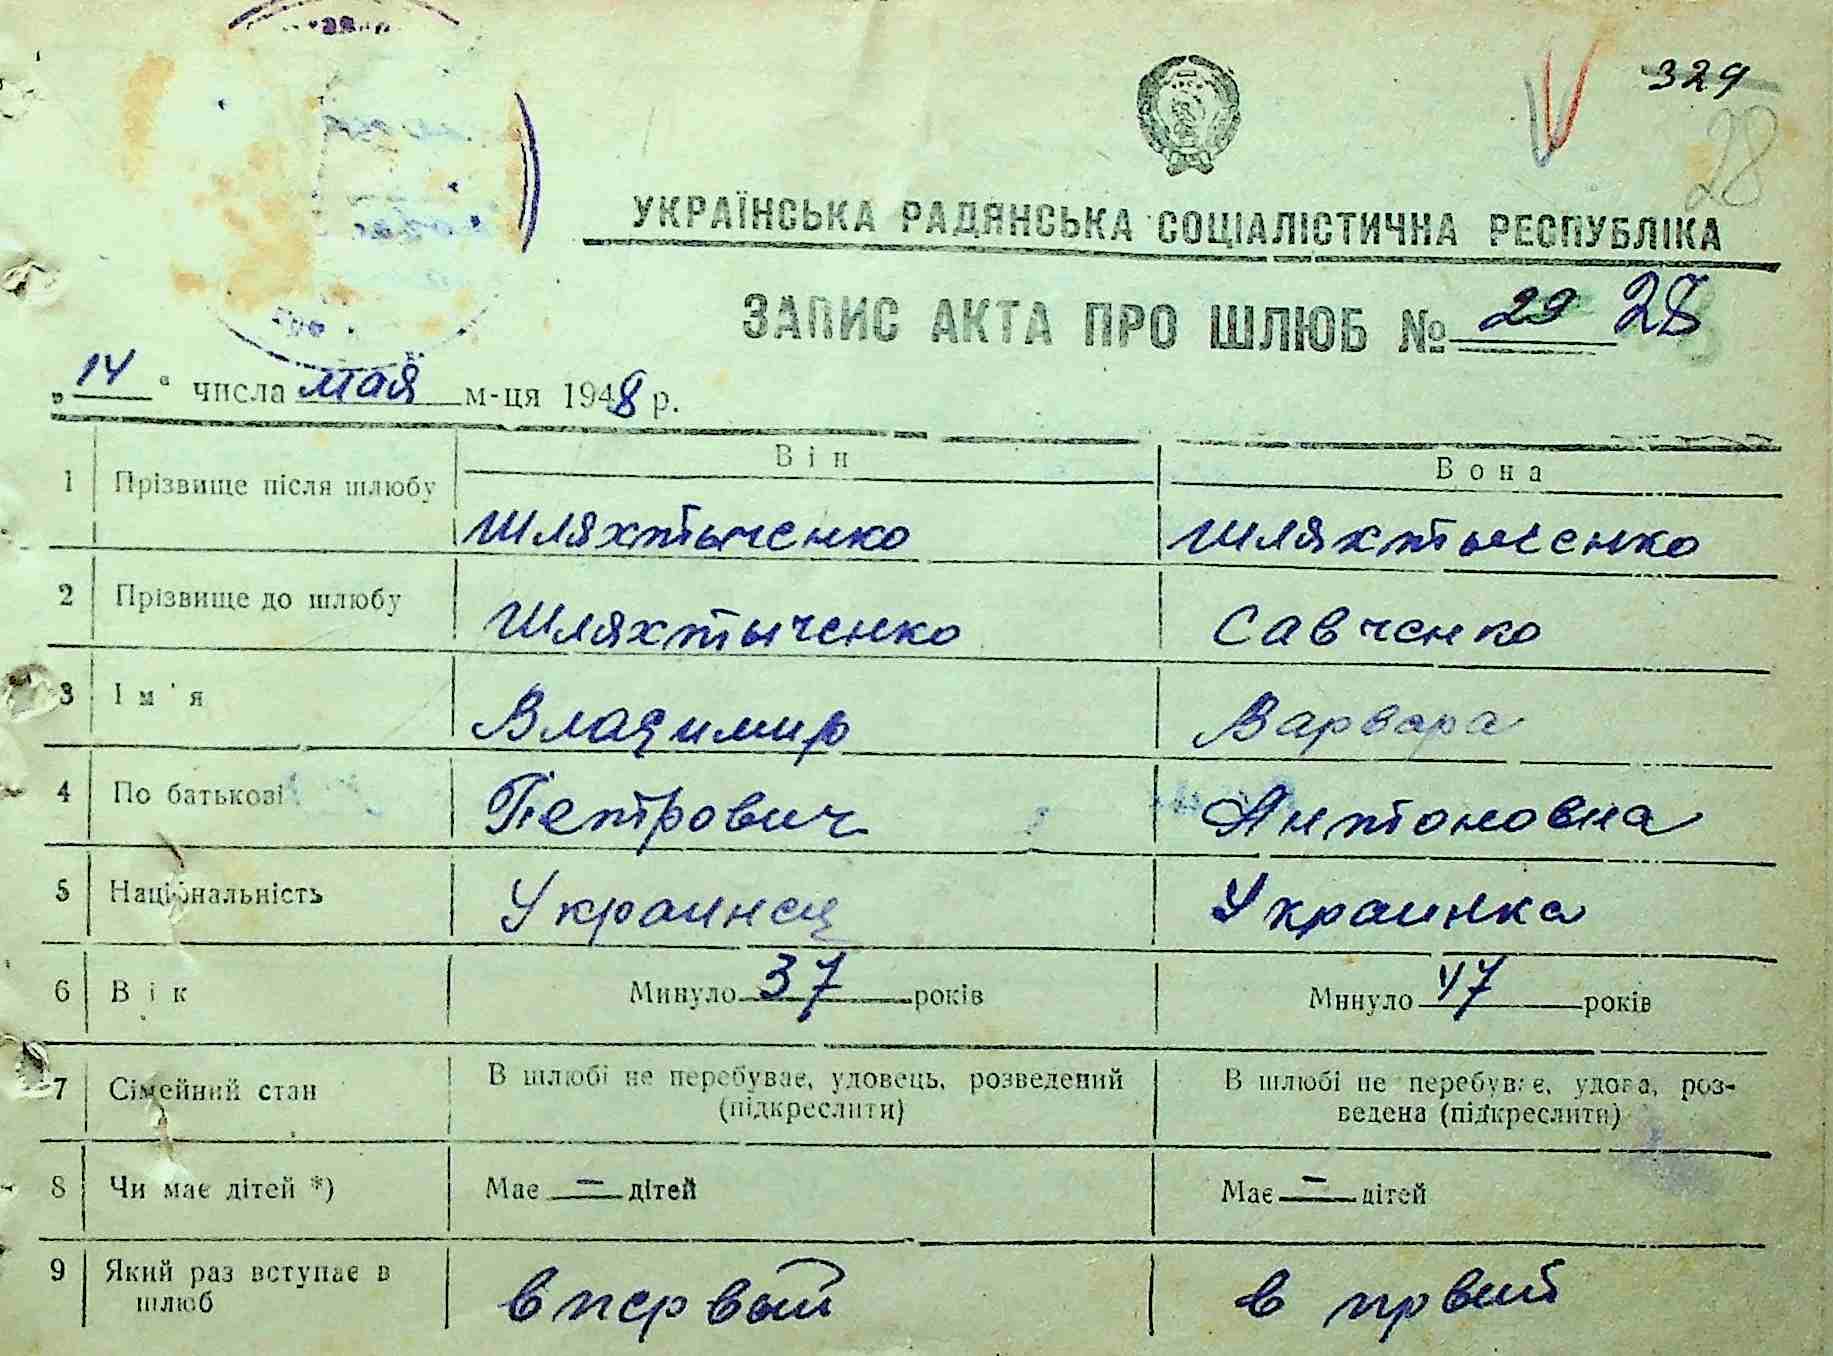 329
28
УКРАЇНСЬКА РАДЯНСЬКА СОЦІАЛІСТИЧНА РЕСПУБЛІКА
ЗАПИС АКТА ПРО ШЛЮБ № 29 28
„14“ числа мая м-ця 1948 р.
Він Вона
1 Прізвище після шлюбу Шляхтыченко Шляхтыченко
2 Прізвище до шлюбу Шляхтыченко Савченко
3 Ім'я Владимир Варвара
4 По батькові Петрович Антоновна
5 Національність Украинец Украинка
6 Вік Минуло 37 років Минуло 47 років
7 Сімейний стан В шлюбі не перебуває, удовець, розведений В шлюбі не перебуває, удова, роз-
(підкреслити) ведена (підкреслити)
8 Чи має дітей *) Має — дітей Має — дітей
9 Який раз вступає в
шлюб впервый в првий